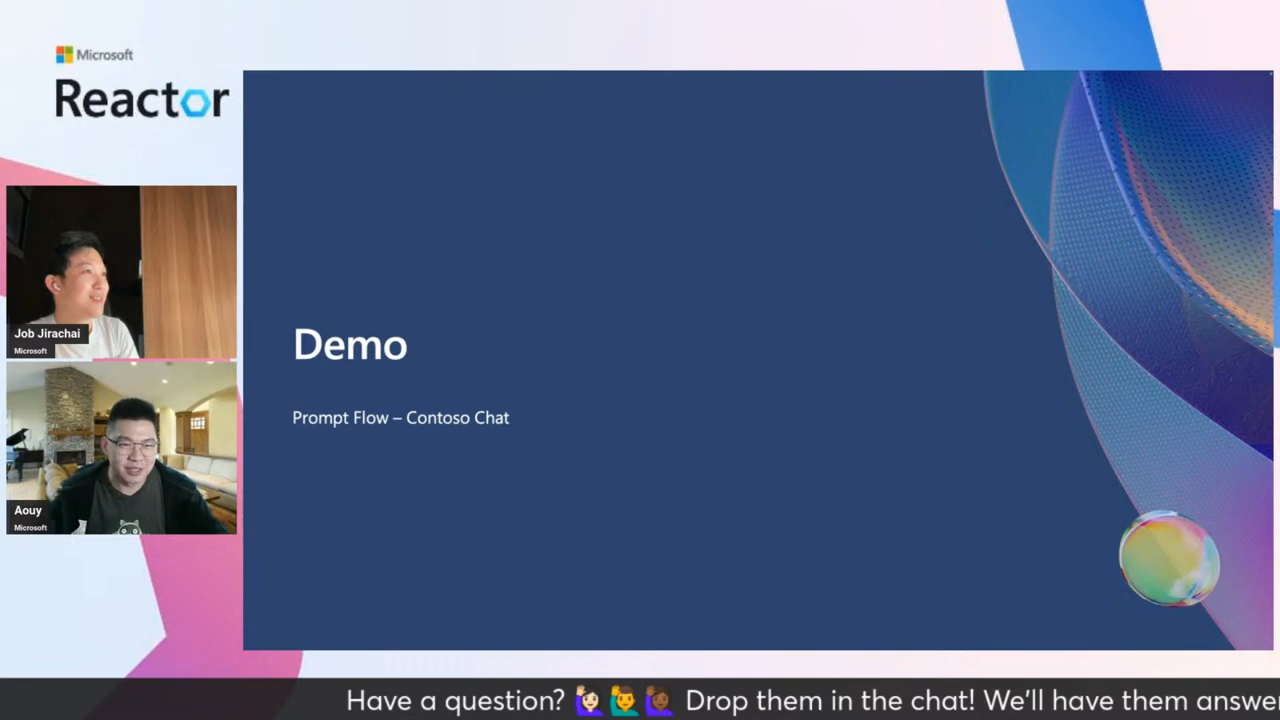 Microsoft
Reactor
Job Jirachai
Microsoft
Aouy
Microsoft
Demo
Prompt Flow – Contoso Chat
Have a question? 🙋🏻‍♀️ 🙋‍♂️ 🙋🏾‍♀️ Drop them in the chat! We'll have them answe